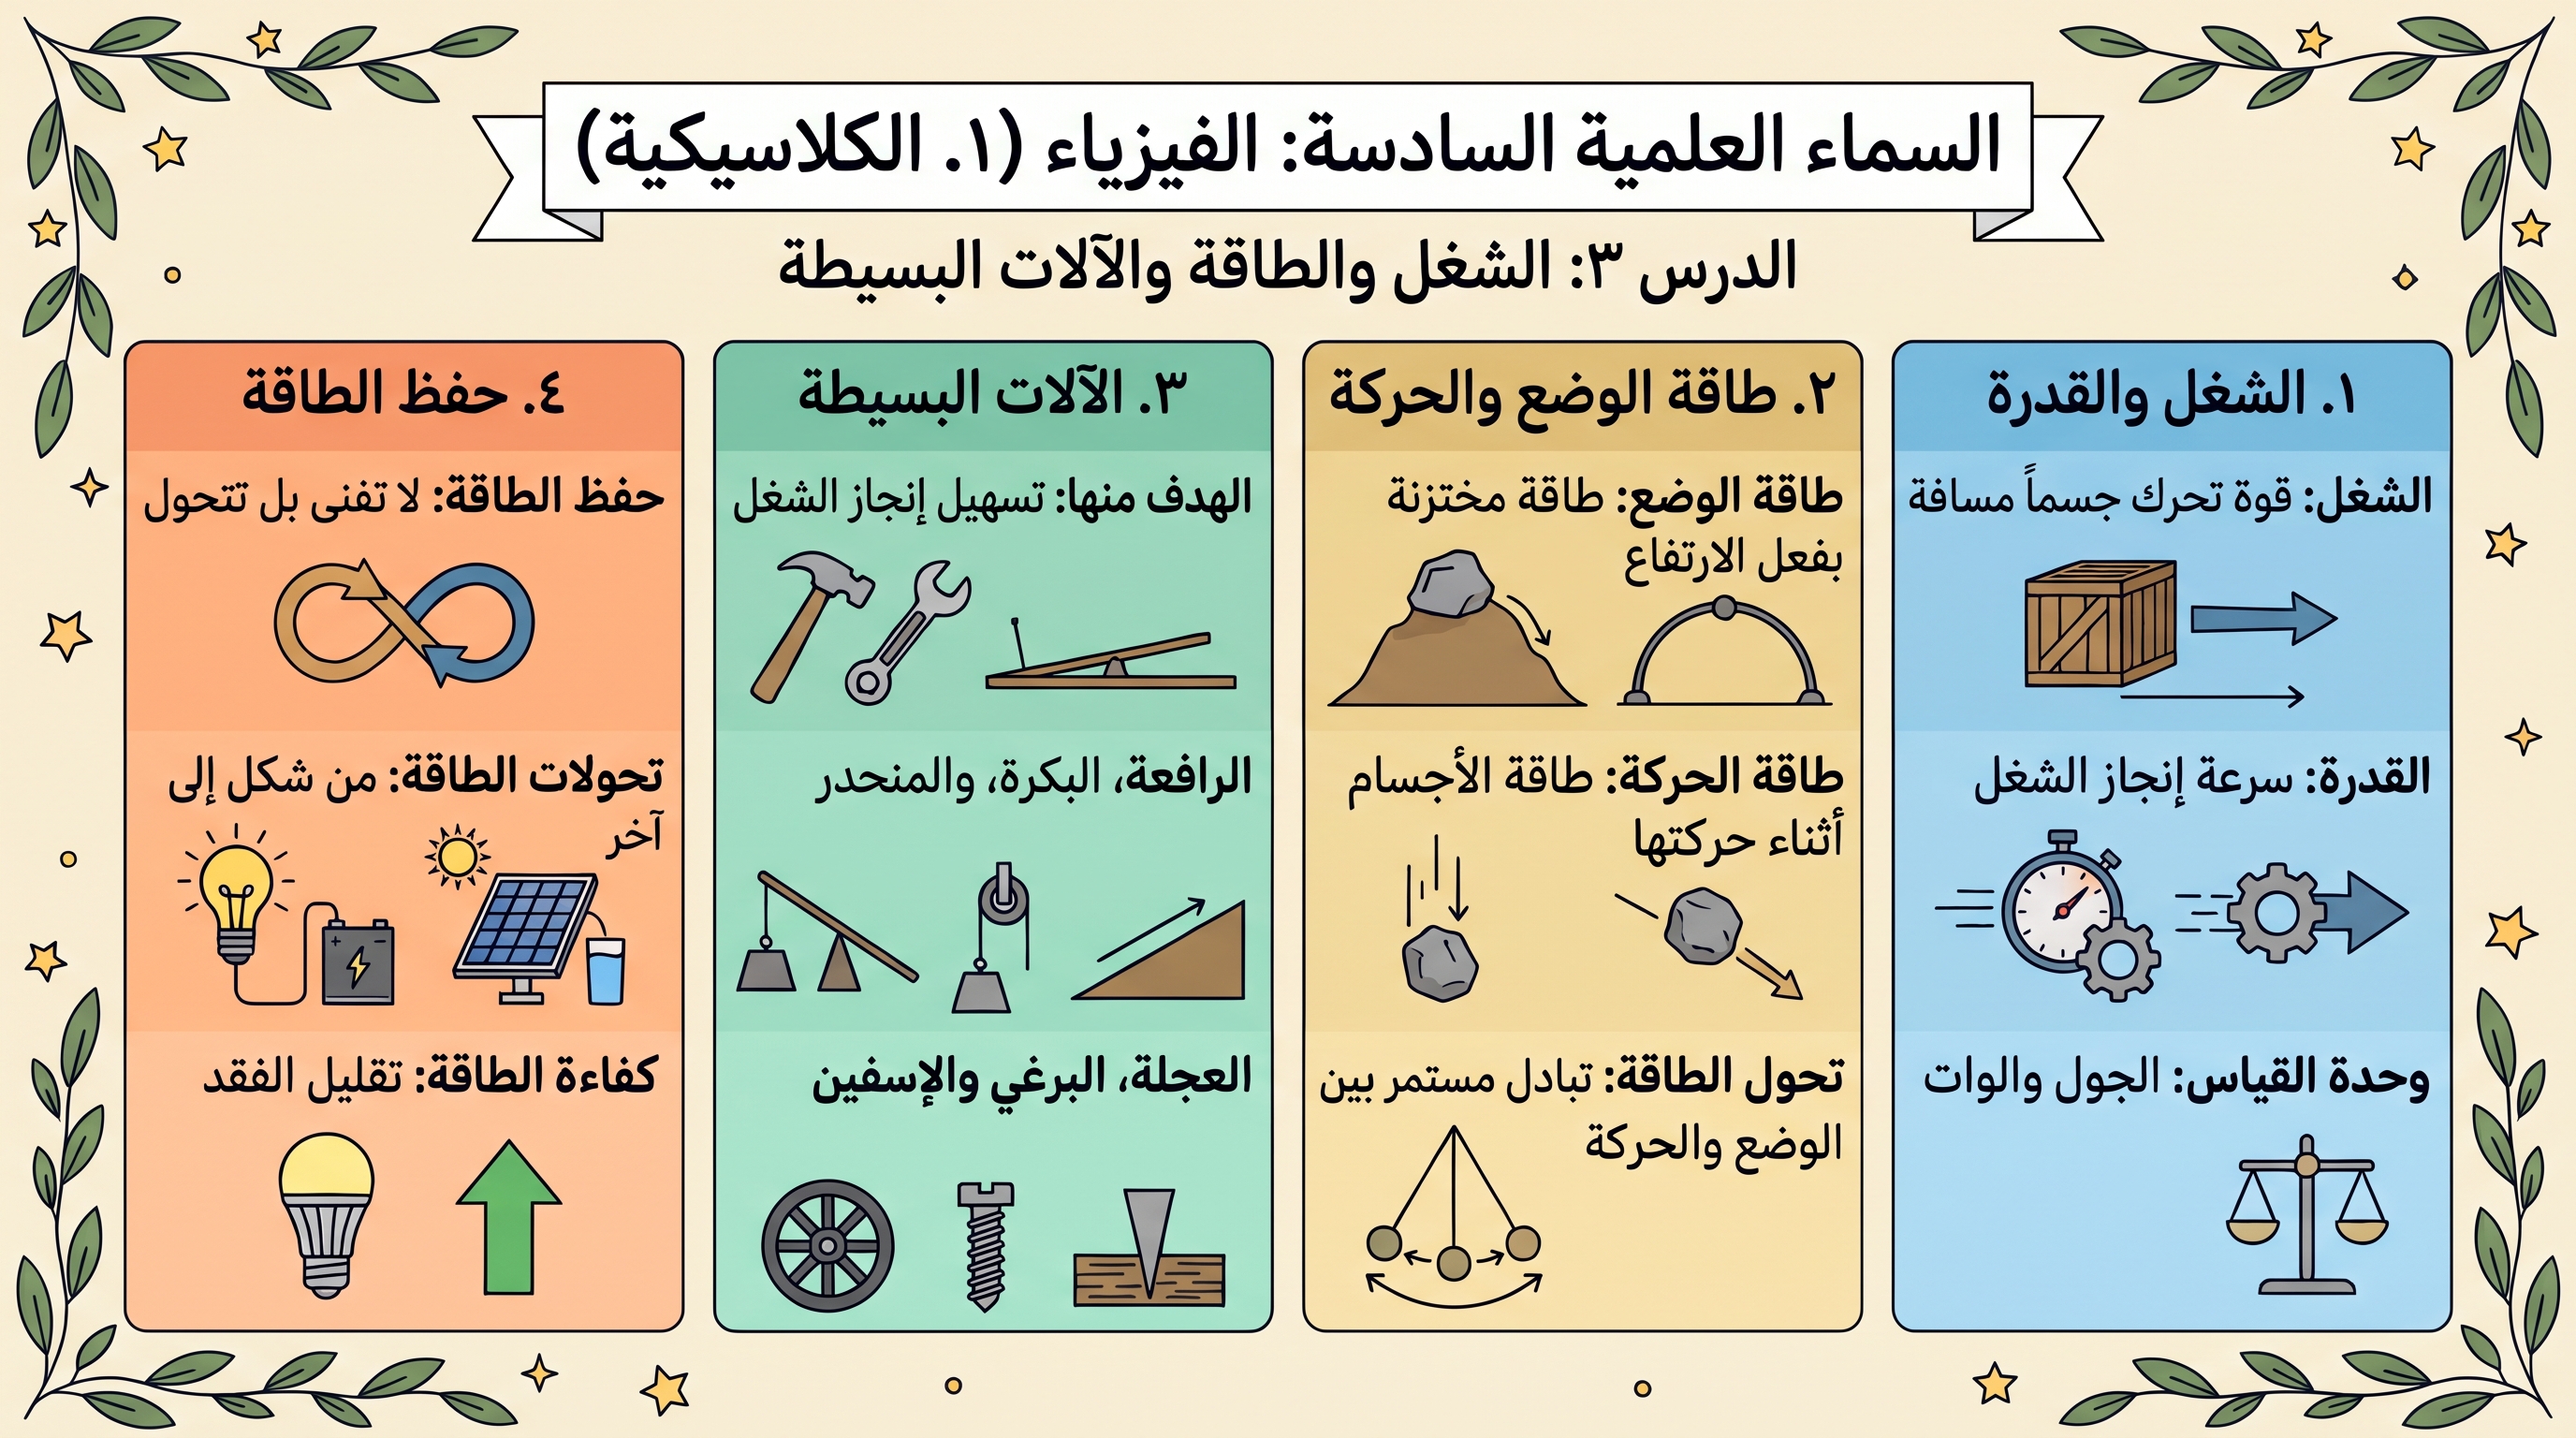 السماء العلمية السادسة: الفيزياء (١. الكلاسيكية)
الدرس ٣: الشغل والطاقة والآلات البسيطة
١. الشغل والقدرة
الشغل: قوة تحرك جسماً مسافة
القدرة: سرعة إنجاز الشغل
وحدة القياس: الجول والوات
٢. طاقة الوضع والحركة
طاقة الوضع: طاقة مختزنة
بفعل الارتفاع
طاقة الحركة: طاقة الأجسام
أثناء حركتها
تحول الطاقة: تبادل مستمر بين
الوضع والحركة
٣. الآلات البسيطة
الهدف منها: تسهيل إنجاز الشغل
الرافعة، البكرة، والمنحدر
العجلة، البرغي والإسفين
٤. حفظ الطاقة
حفظ الطاقة: لا تفنى بل تتحول
تحولات الطاقة: من شكل إلى
آخر
كفاءة الطاقة: تقليل الفقد